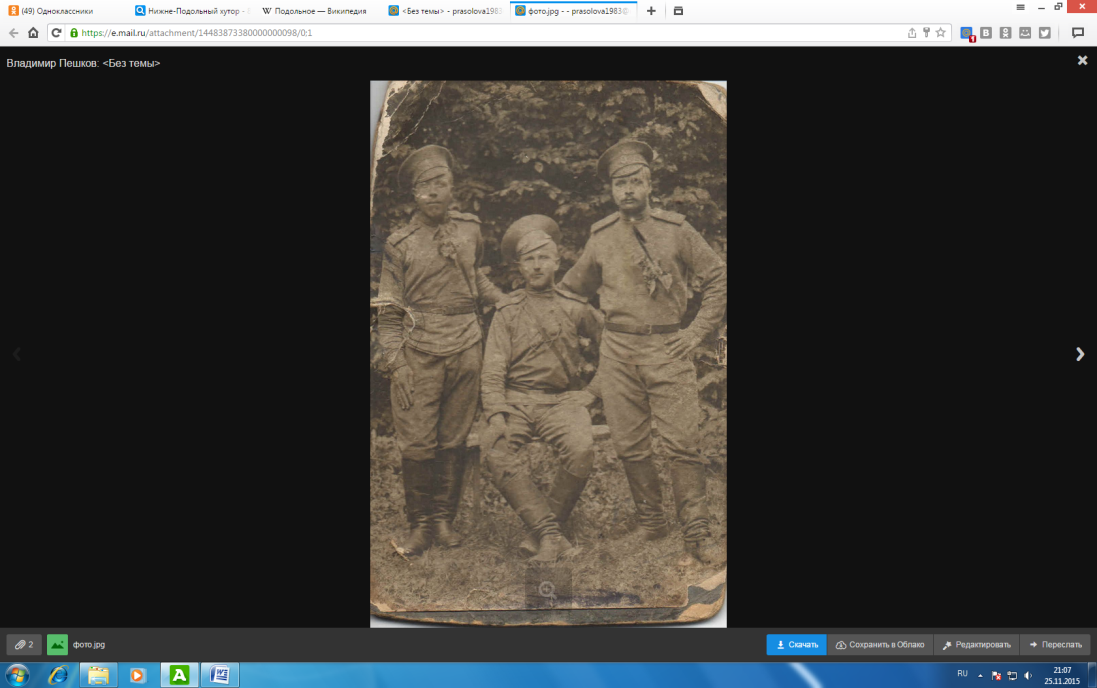 (49) Одноклассники
Нижне-Подольный хутор -
Подольное — Википедия
<Без темы> - prasolova1983
фото.jpg - - prasolova1983@
https://e.mail.ru/attachment/14483873380000000098/0;1
Владимир Пешков: <Без темы>
2
фото.jpg
Скачать
Сохранить в Облако
Редактировать
Переслать
RU
21:07
25.11.2015